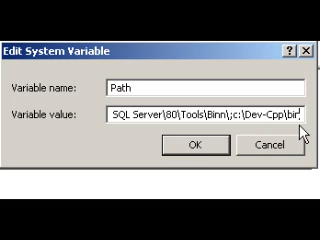 Edit System Variable
Variable name: Path
Variable value: SQL Server\80\Tools\Binn\;c:\Dev-Cpp\bin
OK Cancel